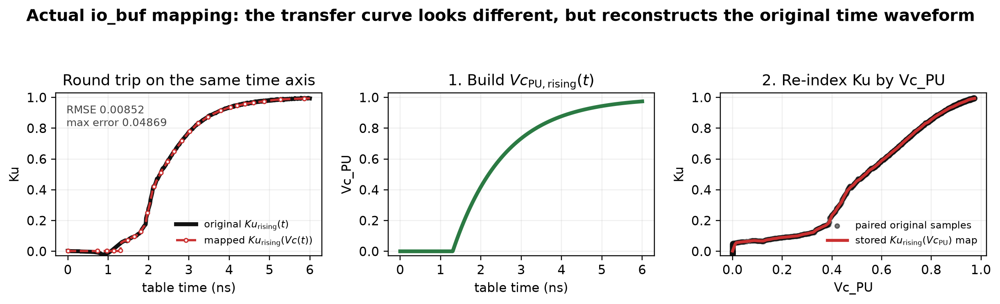 Actual io_buf mapping: the transfer curve looks different, but reconstructs the original time waveform
Round trip on the same time axis
RMSE 0.00852
max error 0.04869
original Ku_rising(t)
mapped Ku_rising(Vc(t))
Ku
1.0
0.8
0.6
0.4
0.2
0.0
0 1 2 3 4 5 6
table time (ns)
1. Build Vc_PU, rising(t)
Vc_PU
1.0
0.8
0.6
0.4
0.2
0.0
0 1 2 3 4 5 6
table time (ns)
2. Re-index Ku by Vc_PU
Ku
1.0
0.8
0.6
0.4
0.2
0.0
paired original samples
stored Ku_rising(Vc_PU) map
0.0 0.2 0.4 0.6 0.8 1.0
Vc_PU